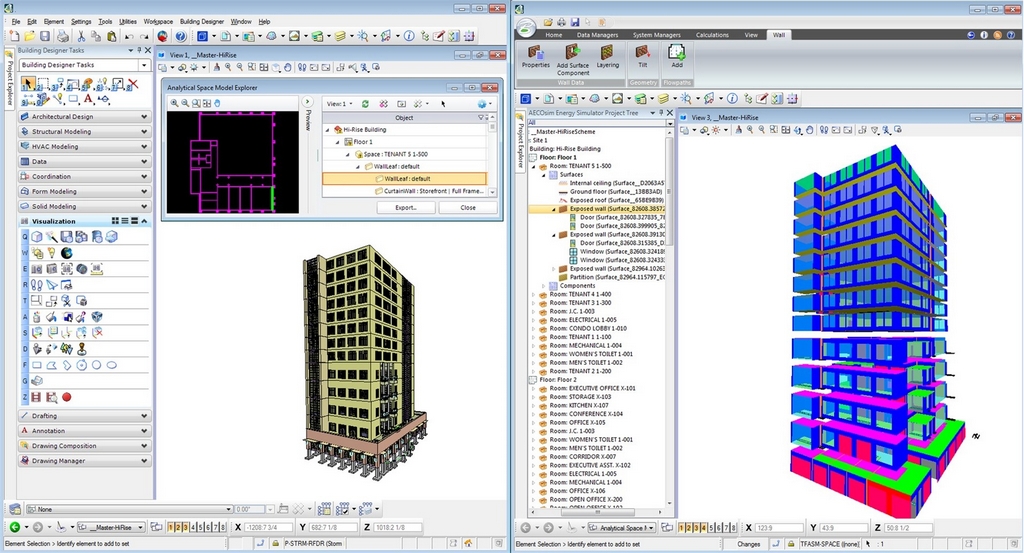 File Edit Element Settings Tools Utilities Workspace Building Designer Window Help
Building Designer Tasks
Building Designer Tasks
Project Explorer
Architectural Design
Structural Modeling
HVAC Modeling
Data
Coordination
Form Modeling
Solid Modeling
Visualization
Q
W
E
R
T
A
S
D
F
G
Z
Drafting
Annotation
Drawing Composition
Drawing Manager
View 1, __Master-HiRise
Analytical Space Model Explorer
View: 1
Preview
Object
Hi-Rise Building
Floor 1
Space : TENANT 5 1-500
WallLeaf : default
WallLeaf : default
CurtainWall : Storefront | Full Frame...
Export...
Close
None
0.00°
__Master-HiRise
1 2 3 4 5 6 7 8
X -1208:7 3/4
Y 682:7 1/8
Z 1018:2 1/8
Element Selection > Identify element to add to set
P-STRM-RFDR (Storm
Home Data Managers System Managers Calculations View Wall
Properties
Add Surface Component
Layering
Tilt
Add
Wall Data
Geometry
Flowpaths
Project Explorer
AECOsim Energy Simulator Project Tree
All
__Master-HiRiseScheme
Site 1
Building: Hi-Rise Building
Floor: Floor 1
Room: TENANT 5 1-500
Surfaces
Internal ceiling (Surface__D2063A5
Ground floor (Surface__13BB3AD)
Exposed roof (Surface__65BE9B39)
Exposed wall (Surface_82608.38572
Door (Surface_82608.327835_7B
Door (Surface_82608.399905_82
Exposed wall (Surface_82608.39130
Door (Surface_82608.315385_D
Window (Surface_82608.32418
Window (Surface_82608.32433
Exposed wall (Surface_82964.10263
Partition (Surface_82964.115797_EC
Components
Room: TENANT 4 1-400
Room: TENANT 3 1-300
Room: J.C. 1-003
Room: ELECTRICAL 1-005
Room: CONDO LOBBY 1-010
Room: TENANT 1 1-100
Room: MECHANICAL 1-004
Room: WOMEN'S TOILET 1-001
Room: MEN'S TOILET 1-002
Room: TENANT 2 1-200
Floor: Floor 2
Room: EXECUTIVE OFFICE X-101
Room: STORAGE X-103
Room: KITCHEN X-107
Room: CONFERENCE X-104
Room: OFFICE X-105
Room: J.C. 1-003
Room: WOMEN'S TOILET 1-001
Room: MEN'S TOILET 1-002
Room: CORRIDOR X-007
Room: EXECUTIVE ASST. X-102
Room: ELECTRICAL 1-005
Room: MECHANICAL 1-004
Room: OFFICE X-106
Room: OPEN OFFICE X-200
View 3, __Master-HiRise
Analytical Space M
1 2 3 4 5 6 7 8
X 123.9
Y 43.9
Z 50:8 1/2
Element Selection > Identify element to add to set
Changes
TFASM-SPACE ([none]
: 1